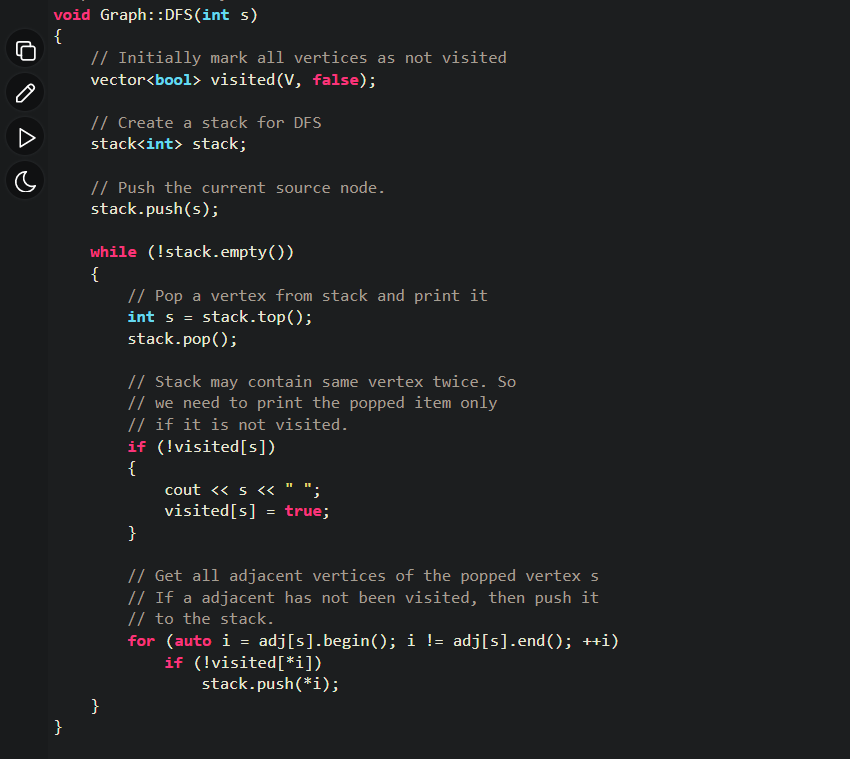 void Graph::DFS(int s)
{
    // Initially mark all vertices as not visited
    vector<bool> visited(V, false);

    // Create a stack for DFS
    stack<int> stack;

    // Push the current source node.
    stack.push(s);

    while (!stack.empty())
    {
        // Pop a vertex from stack and print it
        int s = stack.top();
        stack.pop();

        // Stack may contain same vertex twice. So
        // we need to print the popped item only
        // if it is not visited.
        if (!visited[s])
        {
            cout << s << " ";
            visited[s] = true;
        }

        // Get all adjacent vertices of the popped vertex s
        // If a adjacent has not been visited, then push it
        // to the stack.
        for (auto i = adj[s].begin(); i != adj[s].end(); ++i)
            if (!visited[*i])
                stack.push(*i);
    }
}